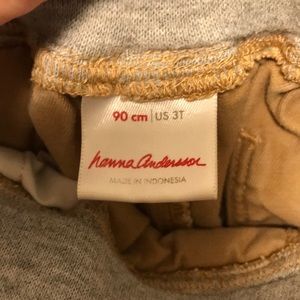 90 cm | US 3T
hanna andersson
MADE IN INDONESIA